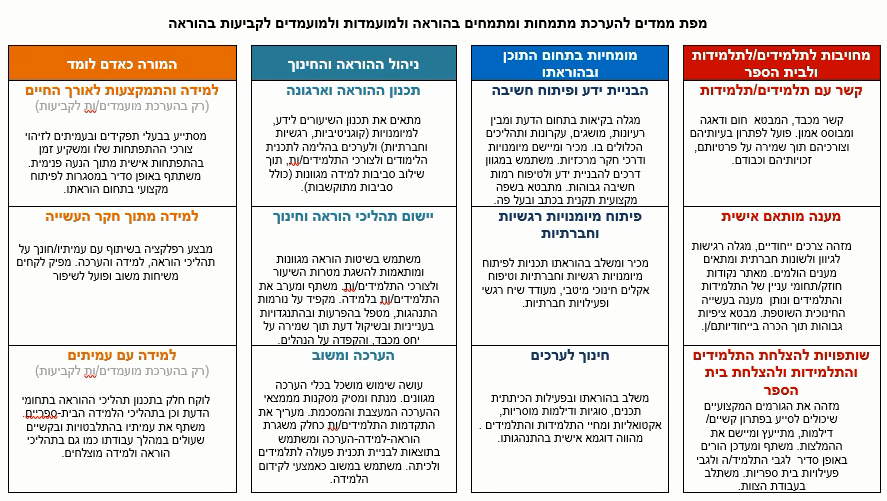 מפת ממדים להערכת מתמחות ומתמחים בהוראה ולמועמדות ולמועמדים לקביעות בהוראה
מחויבות לתלמידים/לתלמידות
ולבית הספר
קשר עם תלמידים/תלמידות
קשר מכבד, המבטא  חום ודאגה
ומבוסס אמון. פועל לפתרון בעיותיהם
וצורכיהם תוך שמירה על פרטיותם,
זכויותיהם וכבודם.
מענה מותאם אישית
מזהה צרכים ייחודיים, מגלה רגישות
לגיוון ולשונות חברתית ומתאים
מענים הולמים. מאתר נקודות
חוזק/תחומי עניין של התלמידות
והתלמידים ונותן  מענה בעשייה
החינוכית השוטפת. מבטא ציפיות
גבוהות תוך הכרה בייחודיותם/ן.
שותפויות להצלחת התלמידים
והתלמידות ולהצלחת בית
הספר
מזהה את הגורמים המקצועיים
שיכולים לסייע בפתרון קשיים/
דילמות, מתייעץ ומיישם את
ההמלצות. משתף ומעדכן הורים
באופן סדיר  לגבי התלמיד/ה ולגבי
פעילויות בית ספריות. משתלב
בעבודת הצוות.
מומחיות בתחום התוכן
ובהוראתו
הבניית ידע ופיתוח חשיבה
מגלה בקיאות בתחום הדעת ומבין
רעיונות, מושגים, עקרונות ותהליכים
הכלולים בו. מכיר ומיישם מיומנויות
ודרכי חקר מרכזיות. משתמש במגוון
דרכים להבניית ידע ולטיפוח רמות
חשיבה גבוהות. מתבטא בשפה
מקצועית תקנית בכתב ובעל פה.
פיתוח מיומנויות רגשיות
וחברתיות
מכיר ומשלב בהוראתו תכניות לפיתוח
מיומנויות רגשיות וחברתיות וטיפוח
אקלים חינוכי מיטבי, מעודד שיח רגשי
ופעילויות חברתיות.
חינוך לערכים
משלב בהוראתו ובפעילות הכיתתית
תכנים, סוגיות ודילמות מוסריות,
אקטואליות ומחיי התלמידות והתלמידים .
מהווה דוגמא אישית בהתנהגותו.
ניהול ההוראה והחינוך
תכנון ההוראה וארגונה
מתאים את תכנון השיעורים לידע,
למיומנויות (קוגניטיביות, רגשיות
וחברתיות) ולערכים בהלימה לתכנית
הלימודים ולצורכי התלמידים/ות, תוך
שילוב סביבות למידה מגוונות (כולל
סביבות מתוקשבות).
יישום תהליכי הוראה וחינוך
משתמש בשיטות הוראה מגוונות
ומותאמות להשגת מטרות השיעור
ולצורכי התלמידים/ות. משתף ומערב את
התלמידים/ות בלמידה. מקפיד על נורמות
התנהגות, מטפל בהפרעות ובהתנגדויות
בענייניות ובשיקול דעת תוך שמירה על
יחס מכבד, והקפדה על הנהלים.
הערכה ומשוב
עושה שימוש מושכל בכלי הערכה
מגוונים. מנתח ומסיק מסקנות מממצאי
ההערכה המעצבת והמסכמת. מעריך את
התקדמות התלמידים/ות כחלק משגרת
הוראה-למידה-הערכה ומשתמש
בתוצאות לבניית תכנית פעולה לתלמידים
ולכיתה. משתמש במשוב כאמצעי לקידום
הלמידה.
המורה כאדם לומד
למידה והתמקצעות לאורך החיים
(רק בהערכת מועמדים/ות לקביעות)
מסתייע בבעלי תפקידים ובעמיתים לזיהוי
צורכי ההתפתחות שלו ומשקיע זמן
בהתפתחות אישית מתוך הנעה פנימית.
משתתף באופן סדיר במסגרות לפיתוח
מקצועי בתחום הוראתו.
למידה מתוך חקר העשייה
מבצע רפלקציה בשיתוף עם עמיתיו/חונך על
תהליכי הוראה, למידה והערכה. מפיק לקחים
משיחות משוב ופועל לשיפור
למידה עם עמיתים
(רק בהערכת מועמדים/ות לקביעות)
לוקח חלק בתכנון תהליכי ההוראה בתחומי
הדעת וכן בתהליכי הלמידה הבית-ספריים.
משתף את עמיתיו בהתלבטויות ובקשיים
שעולים במהלך עבודתו כמו גם בתהליכי
הוראה ולמידה מוצלחים.